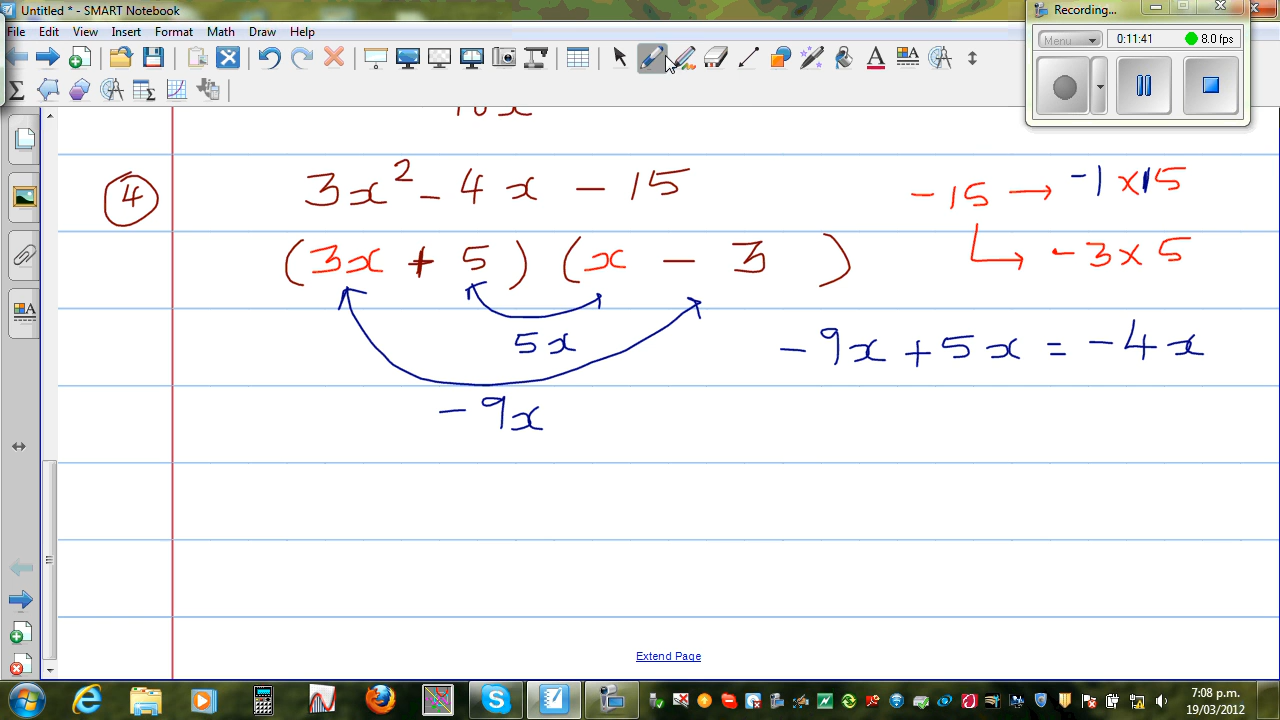 Untitled * - SMART Notebook
Recording...
File Edit View Insert Format Math Draw Help
Menu
0:11:41
8.0 fps
④ 3x² - 4x - 15
-15 → -1 x 15
(3x + 5) (x - 3 )
→ -3 x 5
5x
-9x + 5x = -4x
-9x
Extend Page
7:08 p.m.
19/03/2012